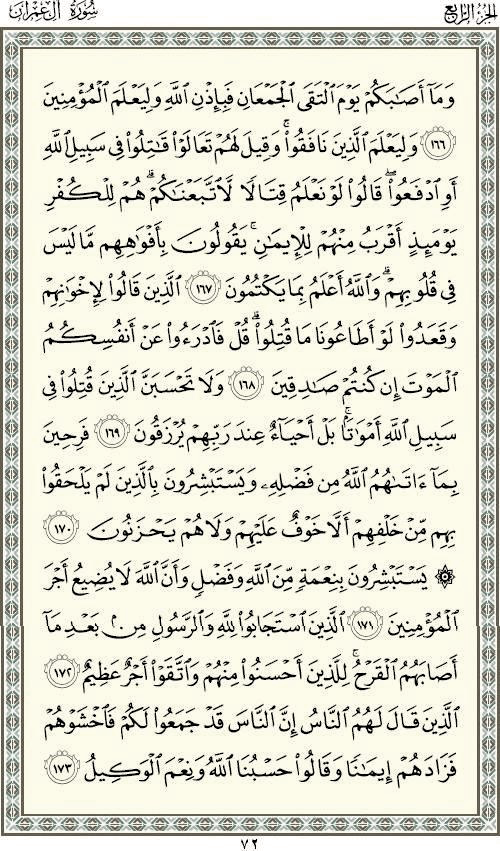 الجزء الرابع سورة آل عمران
وَمَآ أَصَٰبَكُمۡ يَوۡمَ ٱلۡتَقَى ٱلۡجَمۡعَانِ فَبِإِذۡنِ ٱللَّهِ وَلِيَعۡلَمَ ٱلۡمُؤۡمِنِينَ
١٦٦ وَلِيَعۡلَمَ ٱلَّذِينَ نَافَقُواْۚ وَقِيلَ لَهُمۡ تَعَالَوۡاْ قَٰتِلُواْ فِي سَبِيلِ ٱللَّهِ
أَوِ ٱدۡفَعُواْۖ قَالُواْ لَوۡ نَعۡلَمُ قِتَالٗا لَّٱتَّبَعۡنَٰكُمۡۗ هُمۡ لِلۡكُفۡرِ
يَوۡمَئِذٍ أَقۡرَبُ مِنۡهُمۡ لِلۡإِيمَٰنِۚ يَقُولُونَ بِأَفۡوَٰهِهِم مَّا لَيۡسَ
فِي قُلُوبِهِمۡۗ وَٱللَّهُ أَعۡلَمُ بِمَا يَكۡتُمُونَ ١٦٧ ٱلَّذِينَ قَالُواْ لِإِخۡوَٰنِهِمۡ
وَقَعَدُواْ لَوۡ أَطَاعُونَا مَا قُتِلُواْۗ قُلۡ فَٱدۡرَءُواْ عَنۡ أَنفُسِكُمُ
ٱلۡمَوۡتَ إِن كُنتُمۡ صَٰدِقِينَ ١٦٨ وَلَا تَحۡسَبَنَّ ٱلَّذِينَ قُتِلُواْ فِي
سَبِيلِ ٱللَّهِ أَمۡوَٰتَۢاۚ بَلۡ أَحۡيَآءٌ عِندَ رَبِّهِمۡ يُرۡزَقُونَ ١٦٩ فَرِحِينَ
بِمَآ ءَاتَىٰهُمُ ٱللَّهُ مِن فَضۡلِهِۦ وَيَسۡتَبۡشِرُونَ بِٱلَّذِينَ لَمۡ يَلۡحَقُواْ
بِهِم مِّنۡ خَلۡفِهِمۡ أَلَّا خَوۡفٌ عَلَيۡهِمۡ وَلَا هُمۡ يَحۡزَنُونَ ١٧٠
۞ يَسۡتَبۡشِرُونَ بِنِعۡمَةٖ مِّنَ ٱللَّهِ وَفَضۡلٖ وَأَنَّ ٱللَّهَ لَا يُضِيعُ أَجۡرَ
ٱلۡمُؤۡمِنِينَ ١٧١ ٱلَّذِينَ ٱسۡتَجَابُواْ لِلَّهِ وَٱلرَّسُولِ مِنۢ بَعۡدِ مَآ
أَصَابَهُمُ ٱلۡقَرۡحُۚ لِلَّذِينَ أَحۡسَنُواْ مِنۡهُمۡ وَٱتَّقَوۡاْ أَجۡرٌ عَظِيمٌ ١٧٢
ٱلَّذِينَ قَالَ لَهُمُ ٱلنَّاسُ إِنَّ ٱلنَّاسَ قَدۡ جَمَعُواْ لَكُمۡ فَٱخۡشَوۡهُمۡ
فَزَادَهُمۡ إِيمَٰنٗا وَقَالُواْ حَسۡبُنَا ٱللَّهُ وَنِعۡمَ ٱلۡوَكِيلُ ١٧٣
٧٢